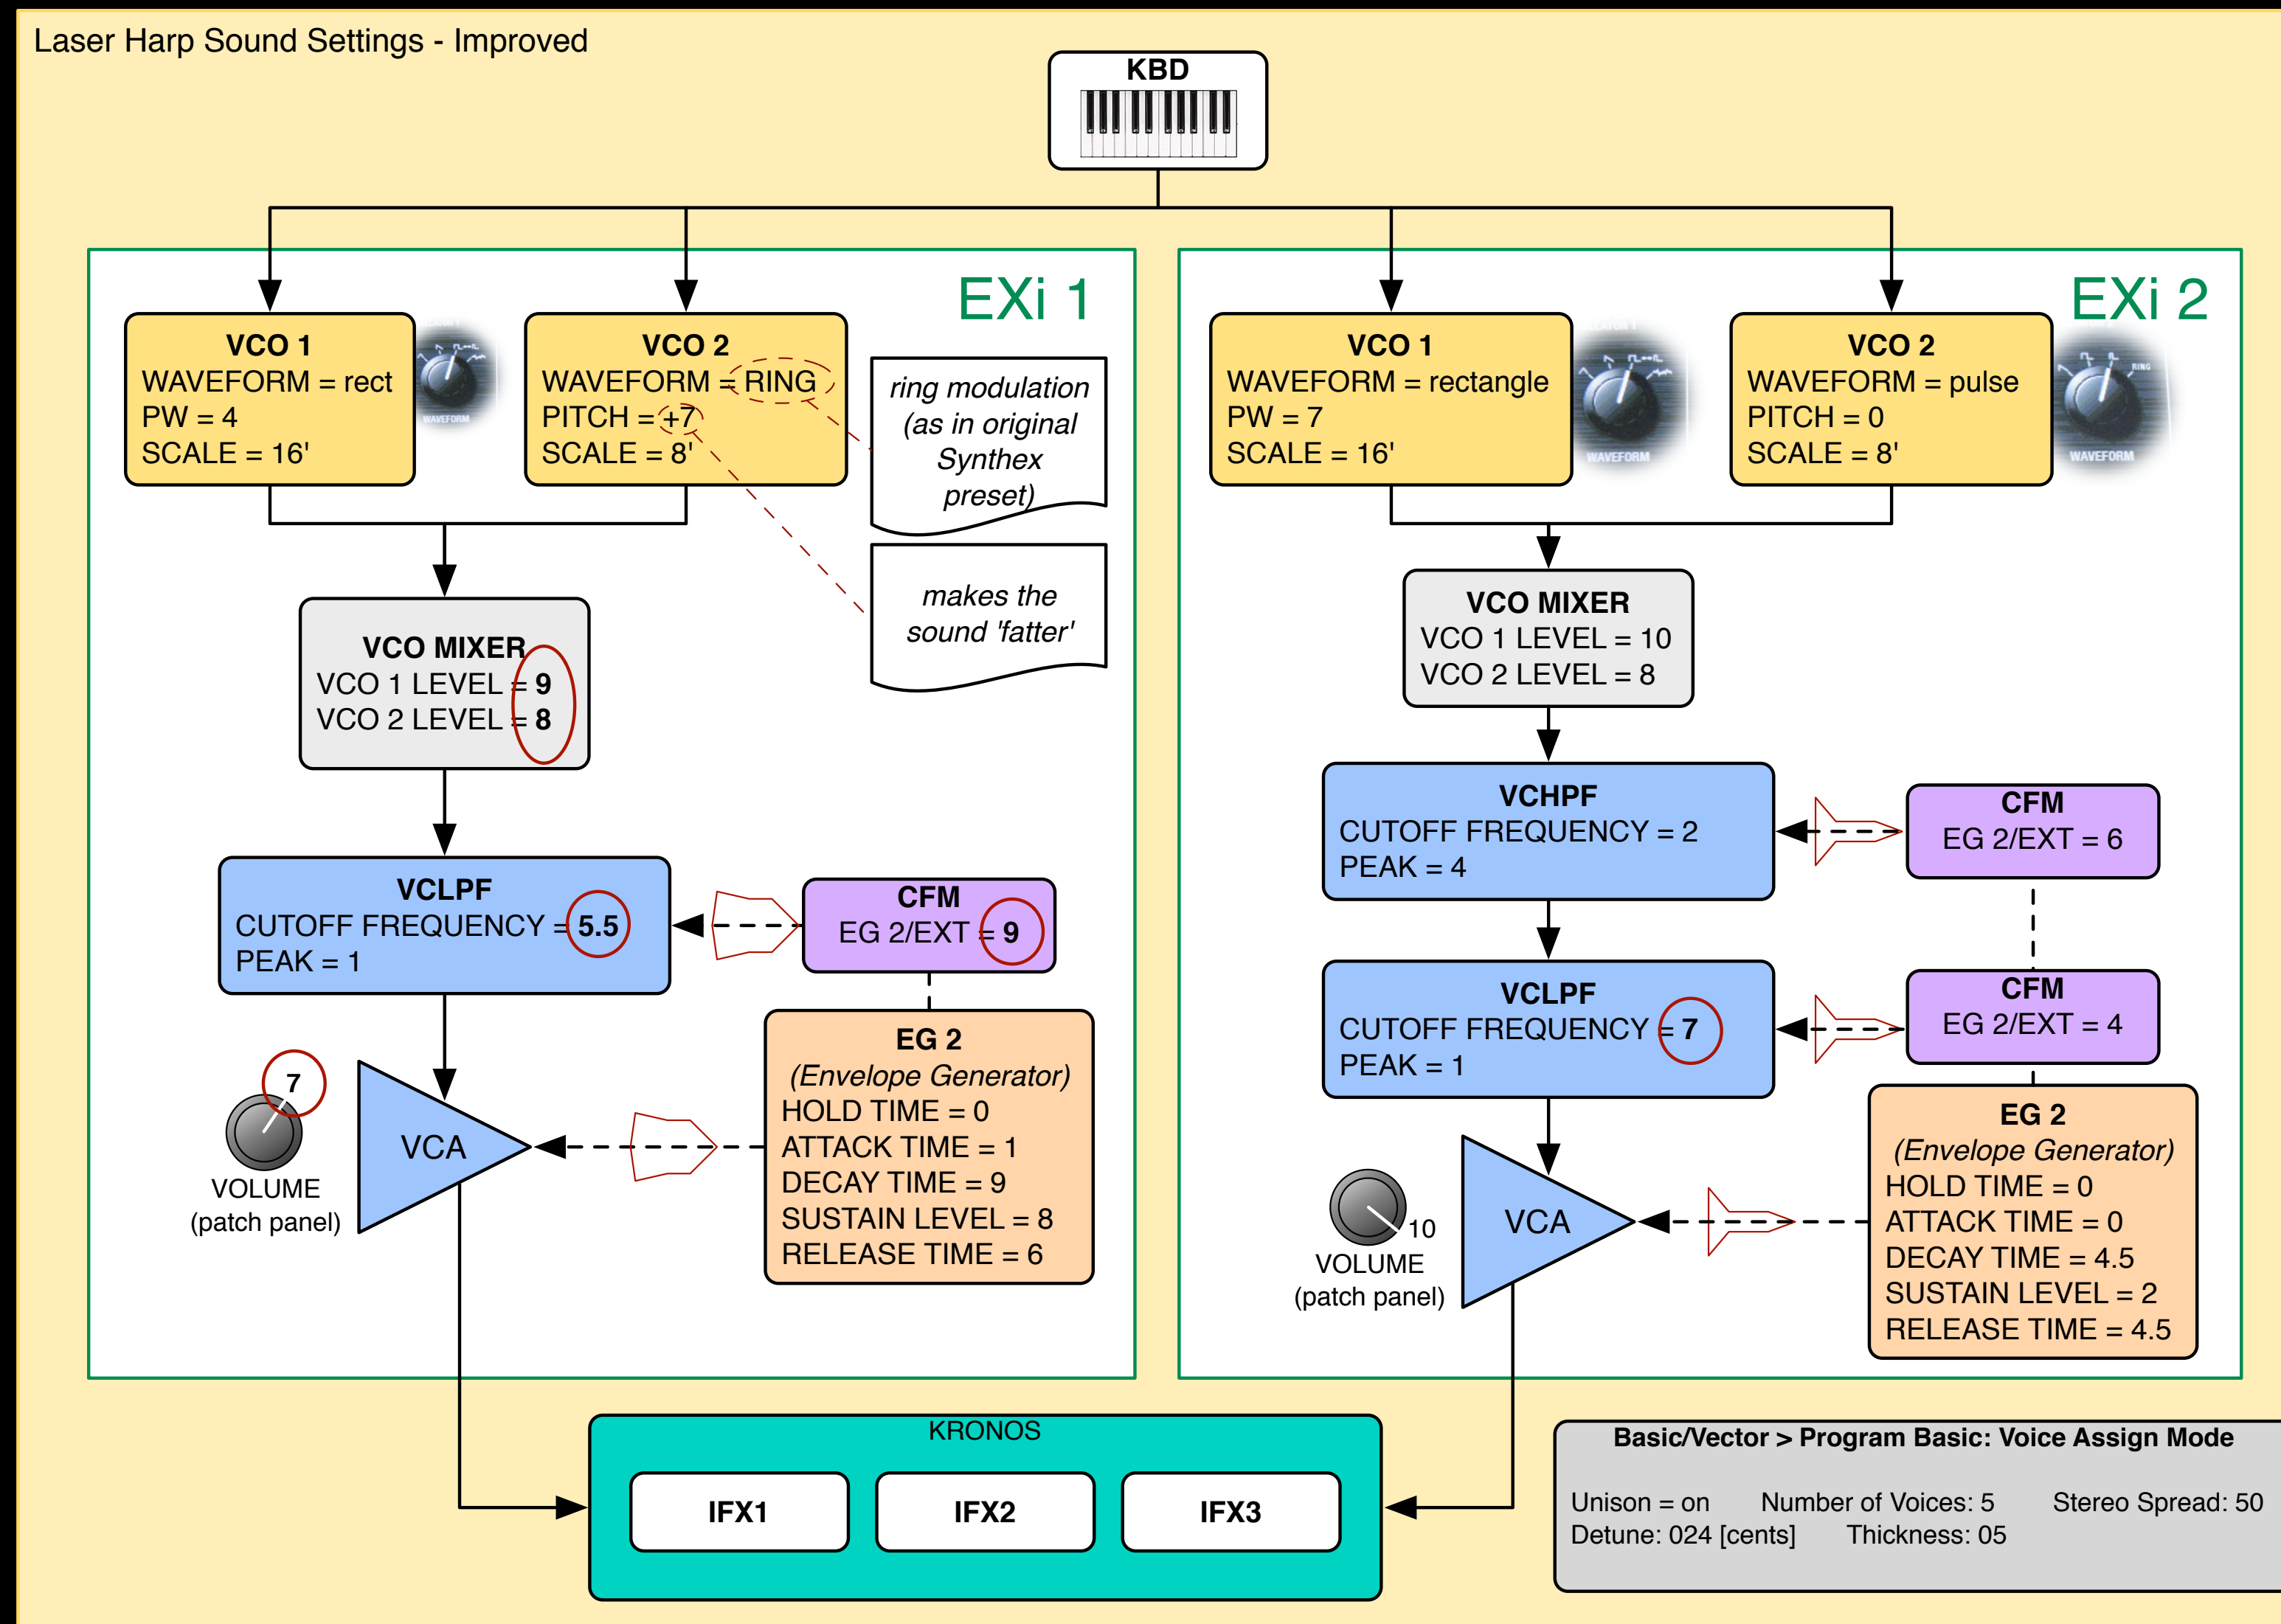 Laser Harp Sound Settings - Improved
KBD
EXi 1
VCO 1
WAVEFORM = rect
PW = 4
SCALE = 16'
WAVEFORM
VCO 2
WAVEFORM = RING
PITCH = +7
SCALE = 8'
ring modulation
(as in original
Synthex
preset)
makes the
sound 'fatter'
VCO MIXER
VCO 1 LEVEL = 9
VCO 2 LEVEL = 8
VCLPF
CUTOFF FREQUENCY = 5.5
PEAK = 1
CFM
EG 2/EXT = 9
EG 2
(Envelope Generator)
HOLD TIME = 0
ATTACK TIME = 1
DECAY TIME = 9
SUSTAIN LEVEL = 8
RELEASE TIME = 6
7
VOLUME
(patch panel)
VCA
EXi 2
VCO 1
WAVEFORM = rectangle
PW = 7
SCALE = 16'
WAVEFORM
VCO 2
WAVEFORM = pulse
PITCH = 0
SCALE = 8'
RING
WAVEFORM
VCO MIXER
VCO 1 LEVEL = 10
VCO 2 LEVEL = 8
VCHPF
CUTOFF FREQUENCY = 2
PEAK = 4
CFM
EG 2/EXT = 6
VCLPF
CUTOFF FREQUENCY = 7
PEAK = 1
CFM
EG 2/EXT = 4
EG 2
(Envelope Generator)
HOLD TIME = 0
ATTACK TIME = 0
DECAY TIME = 4.5
SUSTAIN LEVEL = 2
RELEASE TIME = 4.5
10
VOLUME
(patch panel)
VCA
KRONOS
IFX1
IFX2
IFX3
Basic/Vector > Program Basic: Voice Assign Mode
Unison = on Number of Voices: 5 Stereo Spread: 50
Detune: 024 [cents] Thickness: 05